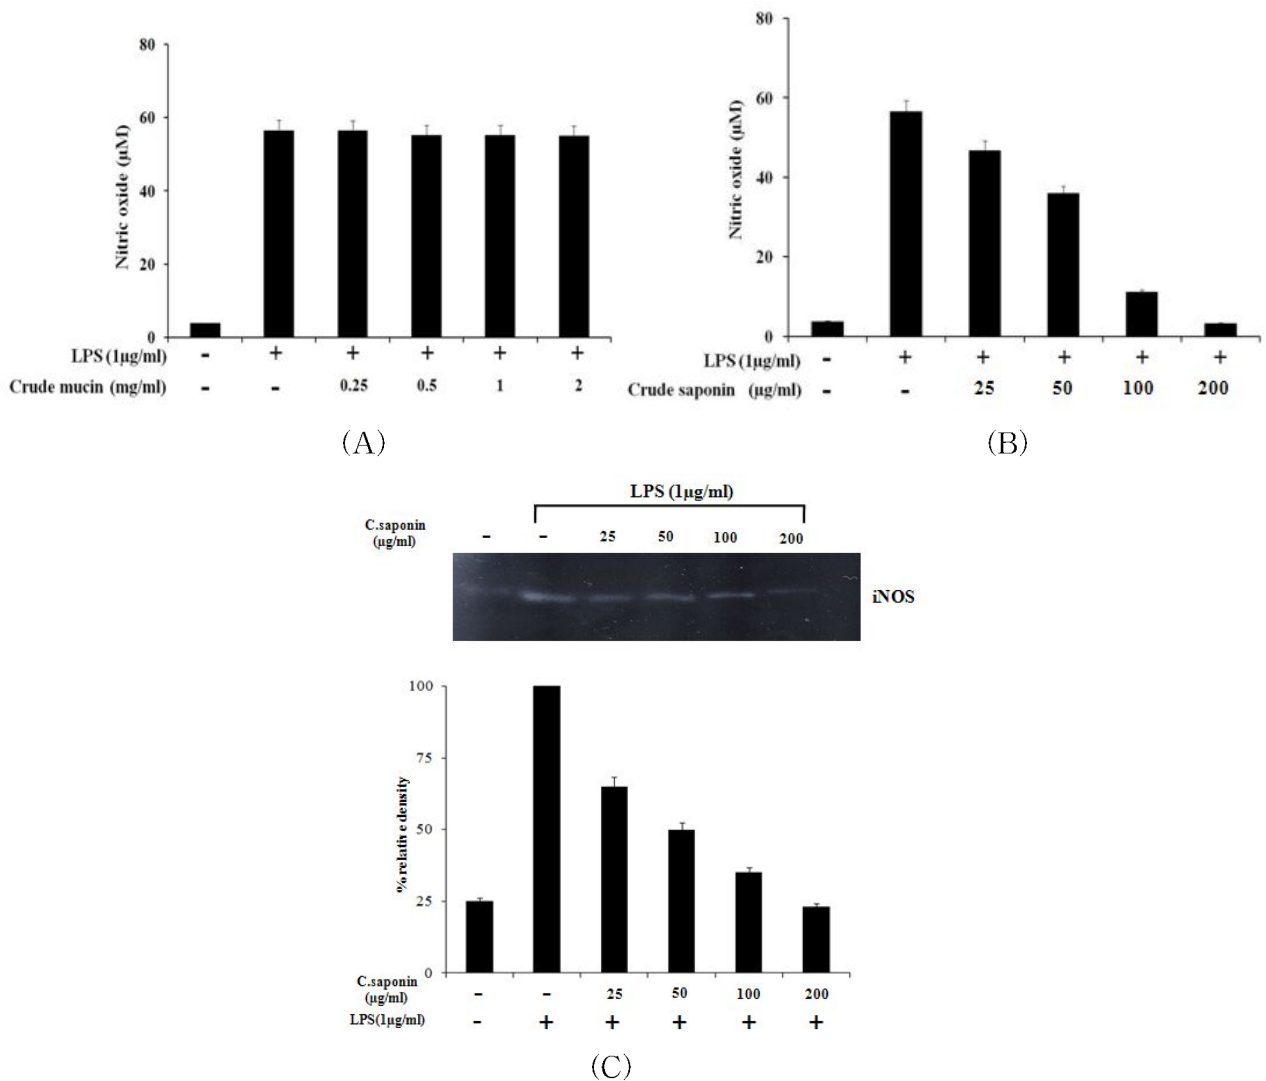 80
60
40
20
0
Nitric oxide (µM)
LPS (1µg/ml) - + + + + +
Crude mucin (mg/ml) - - 0.25 0.5 1 2
(A)
80
60
40
20
0
Nitric oxide (µM)
LPS (1µg/ml) - + + + + +
Crude saponin (µg/ml) - - 25 50 100 200
(B)
LPS (1µg/ml)
C.saponin
(µg/ml) - - 25 50 100 200
iNOS
100
75
50
25
0
% relative density
C.saponin
(µg/ml) - - 25 50 100 200
LPS(1µg/ml) - + + + + +
(C)